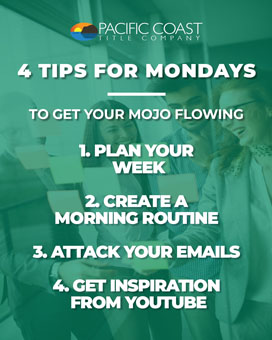 PACIFIC COAST
TITLE COMPANY
4 TIPS FOR MONDAYS
TO GET YOUR MOJO FLOWING
1. PLAN YOUR
WEEK
2. CREATE A
MORNING ROUTINE
3. ATTACK YOUR EMAILS
4. GET INSPIRATION
FROM YOUTUBE